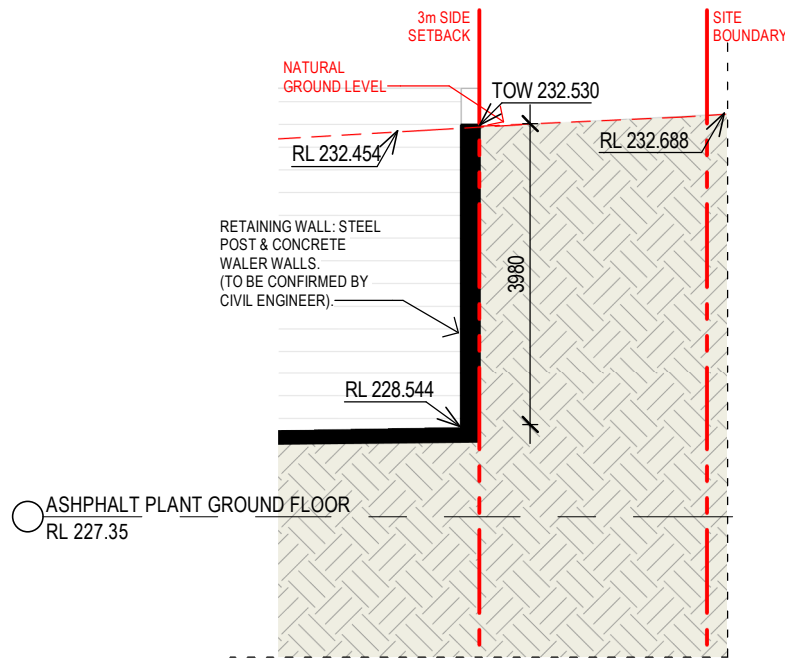 3m SIDE
SETBACK
SITE
BOUNDARY
NATURAL
GROUND LEVEL
TOW 232.530
RL 232.454
RL 232.688
RETAINING WALL: STEEL
POST & CONCRETE
WALER WALLS.
(TO BE CONFIRMED BY
CIVIL ENGINEER).
3980
RL 228.544
ASHPHALT PLANT GROUND FLOOR
RL 227.35